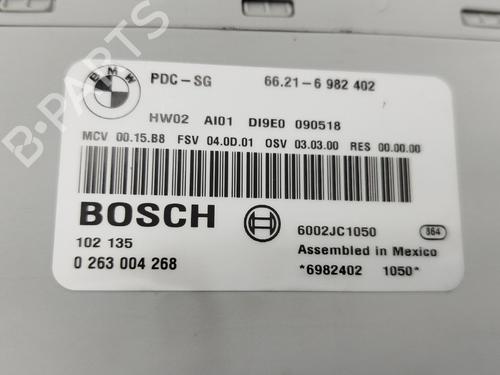 B-PARTS
BMW
PDC-SG 66.21-6 982 402
HW02 AI01 DI9E0 090518
MCV 00.15.B8 FSV 04.0D.01 OSV 03.03.00 RES 00.00.00
BOSCH 6002JC1050 364
102 135 Assembled in Mexico
0 263 004 268 *6982402 1050*